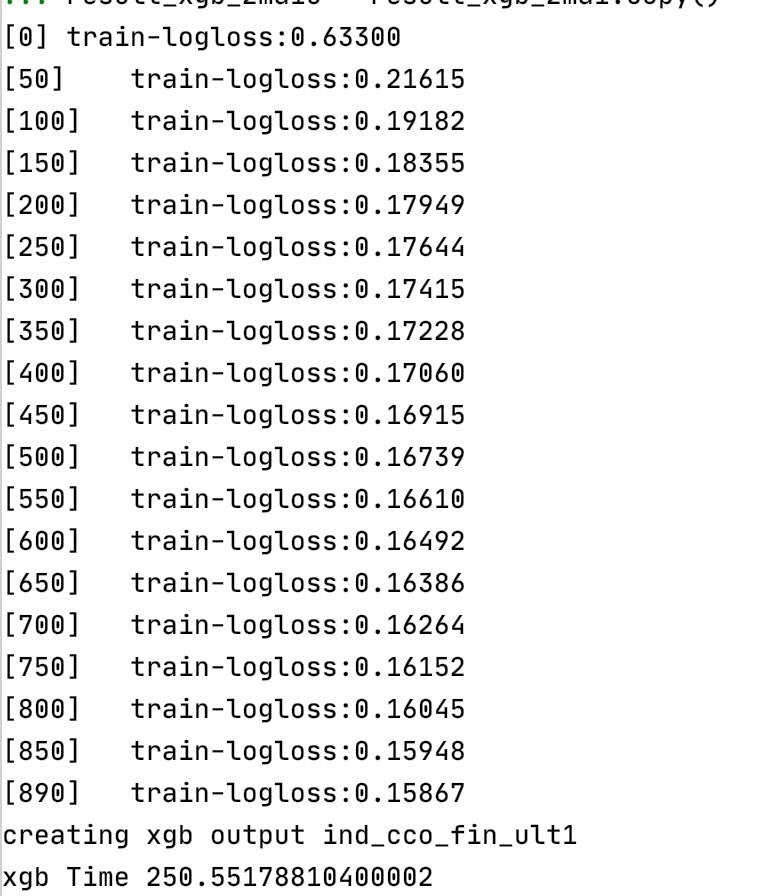 [0]	train-logloss:0.63300
[50]	train-logloss:0.21615
[100]	train-logloss:0.19182
[150]	train-logloss:0.18355
[200]	train-logloss:0.17949
[250]	train-logloss:0.17644
[300]	train-logloss:0.17415
[350]	train-logloss:0.17228
[400]	train-logloss:0.17060
[450]	train-logloss:0.16915
[500]	train-logloss:0.16739
[550]	train-logloss:0.16610
[600]	train-logloss:0.16492
[650]	train-logloss:0.16386
[700]	train-logloss:0.16264
[750]	train-logloss:0.16152
[800]	train-logloss:0.16045
[850]	train-logloss:0.15948
[890]	train-logloss:0.15867
creating xgb output ind_cco_fin_ult1
xgb Time 250.55178810400002